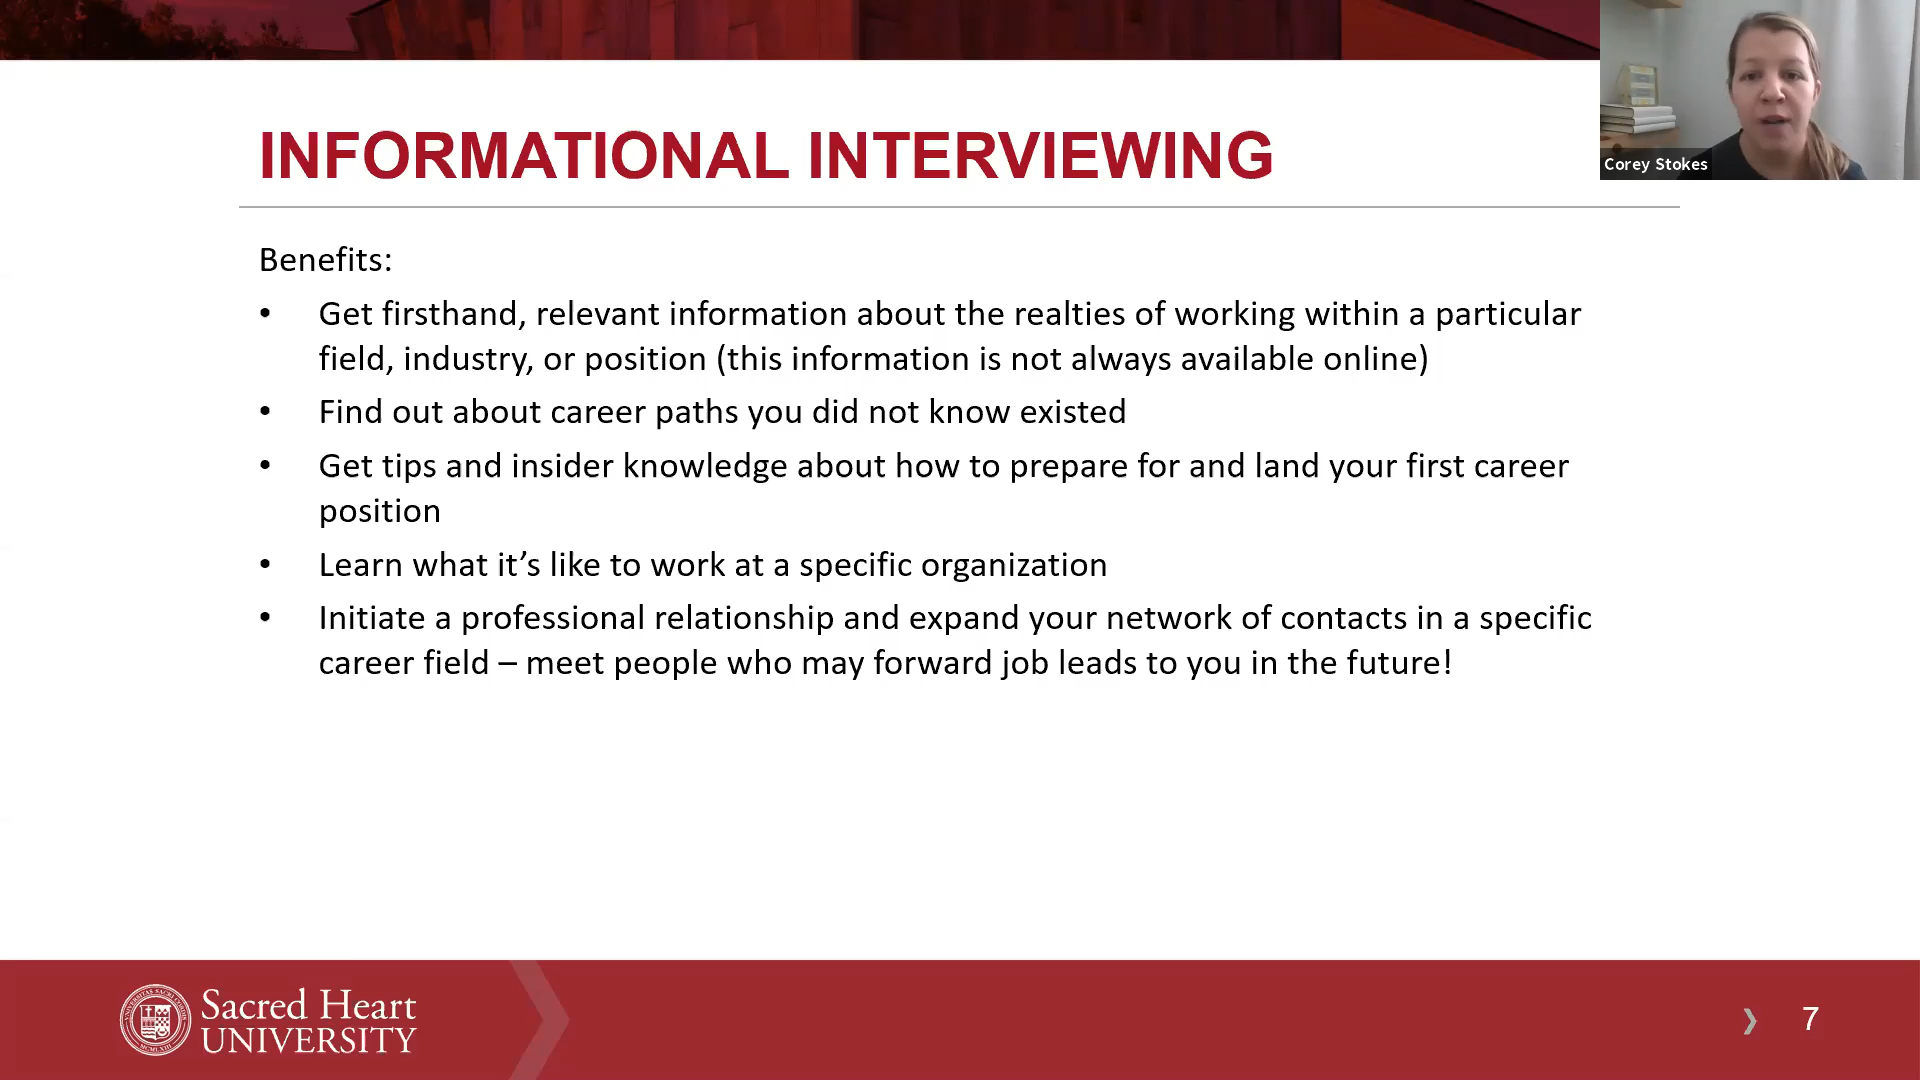 INFORMATIONAL INTERVIEWING
Corey Stokes
Benefits:
• Get firsthand, relevant information about the realties of working within a particular
field, industry, or position (this information is not always available online)
• Find out about career paths you did not know existed
• Get tips and insider knowledge about how to prepare for and land your first career
position
• Learn what it’s like to work at a specific organization
• Initiate a professional relationship and expand your network of contacts in a specific
career field – meet people who may forward job leads to you in the future!
Sacred Heart
UNIVERSITY
7